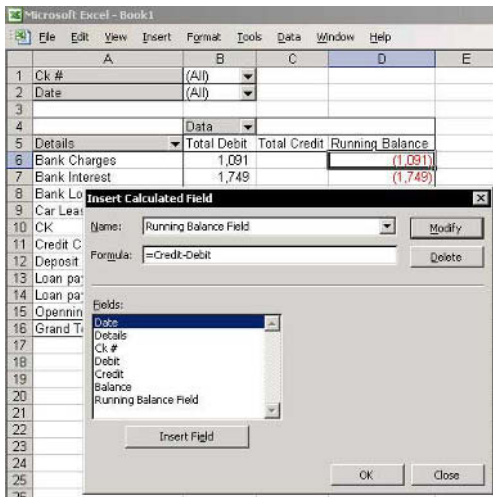 Microsoft Excel - Book1
File Edit View Insert Format Tools Data Window Help
A B C D E
1 Ck # (All)
2 Date (All)
3
4 Data
5 Details Total Debit Total Credit Running Balance
6 Bank Charges 1,091 (1,091)
7 Bank Interest 1,749 (1,749)
8 Bank Lo
Insert Calculated Field
9 Car Leas
10 CK
Name: Running Balance Field Modify
11 Credit C
12 Deposit
Formula: =Credit-Debit Delete
13 Loan pa
14 Loan pa
15 Opennin
Fields:
16 Grand T
Date
17
Details
18
Ck #
19
Debit
Credit
20
Balance
21
Running Balance Field
22
23
Insert Field
24
25
OK Close
26